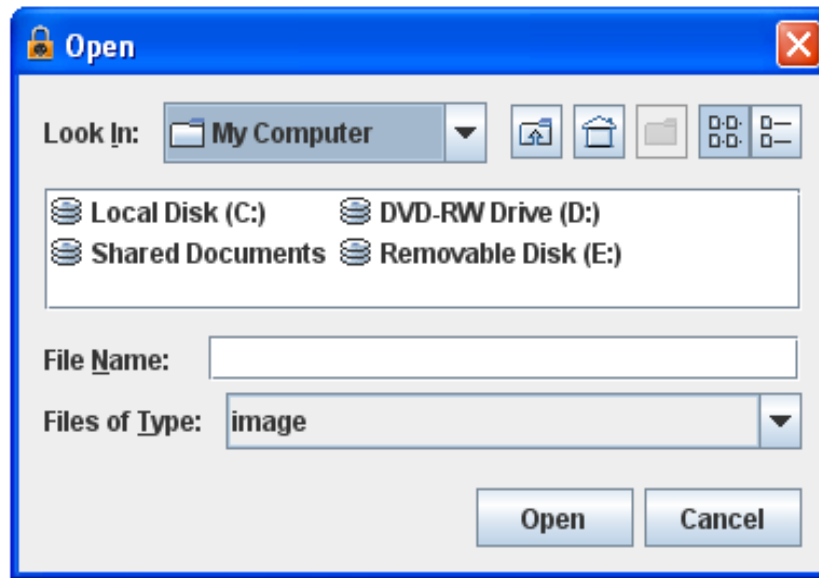 Open
Look In: My Computer
Local Disk (C:) DVD-RW Drive (D:)
Shared Documents Removable Disk (E:)
File Name:
Files of Type: image
Open Cancel